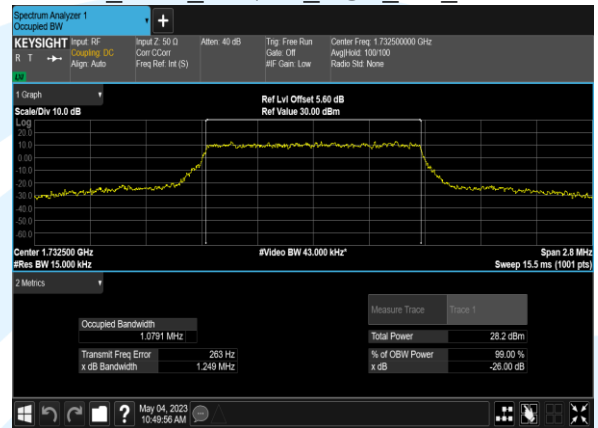 Spectrum Analyzer 1
Occupied BW
+
KEYSIGHT
R T
LV
Input: RF
Coupling: DC
Align: Auto
Input Z: 50 Ω
Corr CCorr
Freq Ref: Int (S)
Atten: 40 dB
Trig: Free Run
Gate: Off
#IF Gain: Low
Center Freq: 1.732500000 GHz
Avg|Hold: 100/100
Radio Std: None
1 Graph
Scale/Div 10.0 dB
Ref Lvl Offset 5.60 dB
Ref Value 30.00 dBm
Log
20.0
10.0
0.00
-10.0
-20.0
-30.0
-40.0
-50.0
-60.0
Center 1.732500 GHz
#Video BW 43.000 kHz*
Span 2.8 MHz
#Res BW 15.000 kHz
Sweep 15.5 ms (1001 pts)
2 Metrics
Measure Trace
Trace 1
Occupied Bandwidth
1.0791 MHz
Total Power
28.2 dBm
Transmit Freq Error
263 Hz
% of OBW Power
99.00 %
x dB Bandwidth
1.249 MHz
x dB
-26.00 dB
?
May 04, 2023
10:49:56 AM